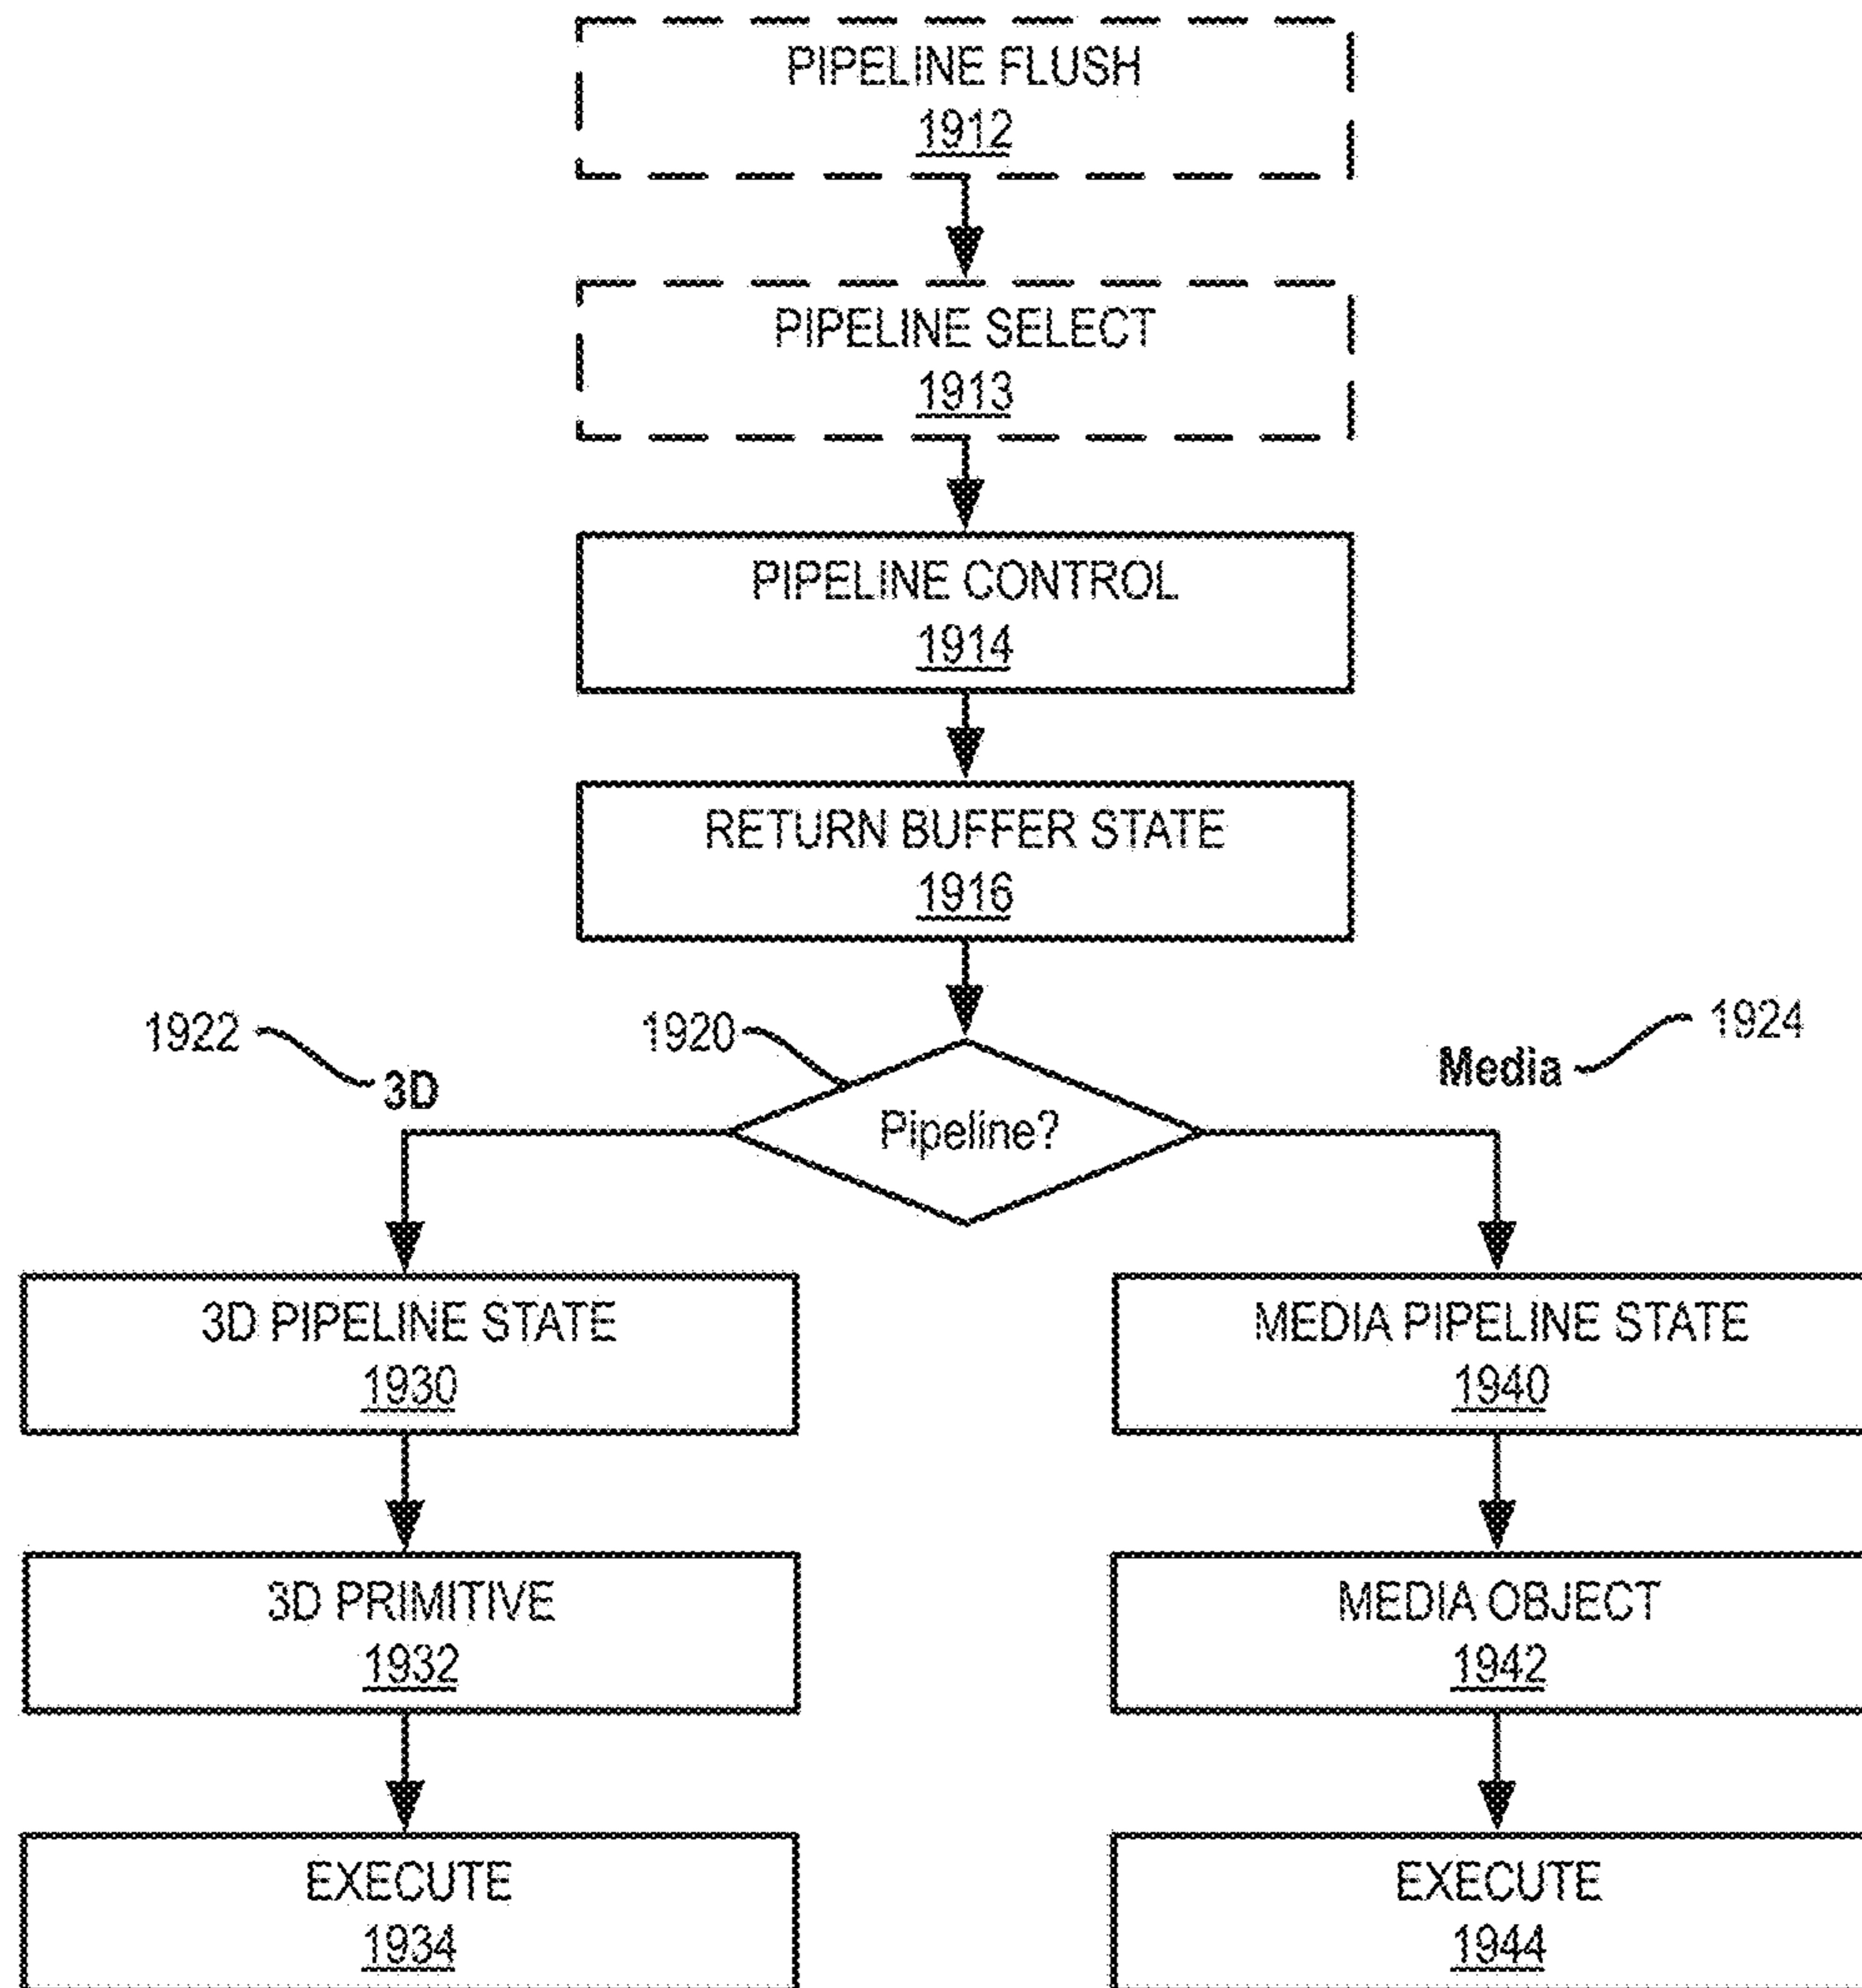 PIPELINE FLUSH
1912
PIPELINE SELECT
1913
PIPELINE CONTROL
1914
RETURN BUFFER STATE
1916
1922
3D
1920
Pipeline?
Media
1924
3D PIPELINE STATE
1930
MEDIA PIPELINE STATE
1940
3D PRIMITIVE
1932
MEDIA OBJECT
1942
EXECUTE
1934
EXECUTE
1944